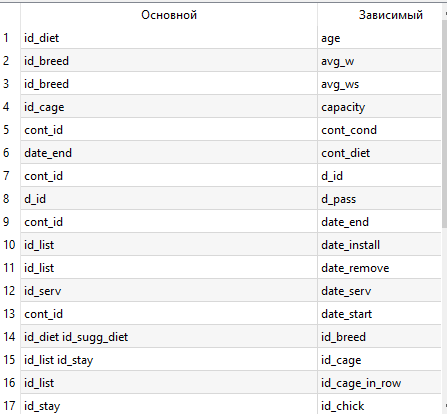 Основной Зависимый
1 id_diet age
2 id_breed avg_w
3 id_breed avg_ws
4 id_cage capacity
5 cont_id cont_cond
6 date_end cont_diet
7 cont_id d_id
8 d_id d_pass
9 cont_id date_end
10 id_list date_install
11 id_list date_remove
12 id_serv date_serv
13 cont_id date_start
14 id_diet id_sugg_diet id_breed
15 id_list id_stay id_cage
16 id_list id_cage_in_row
17 id_stay id_chick